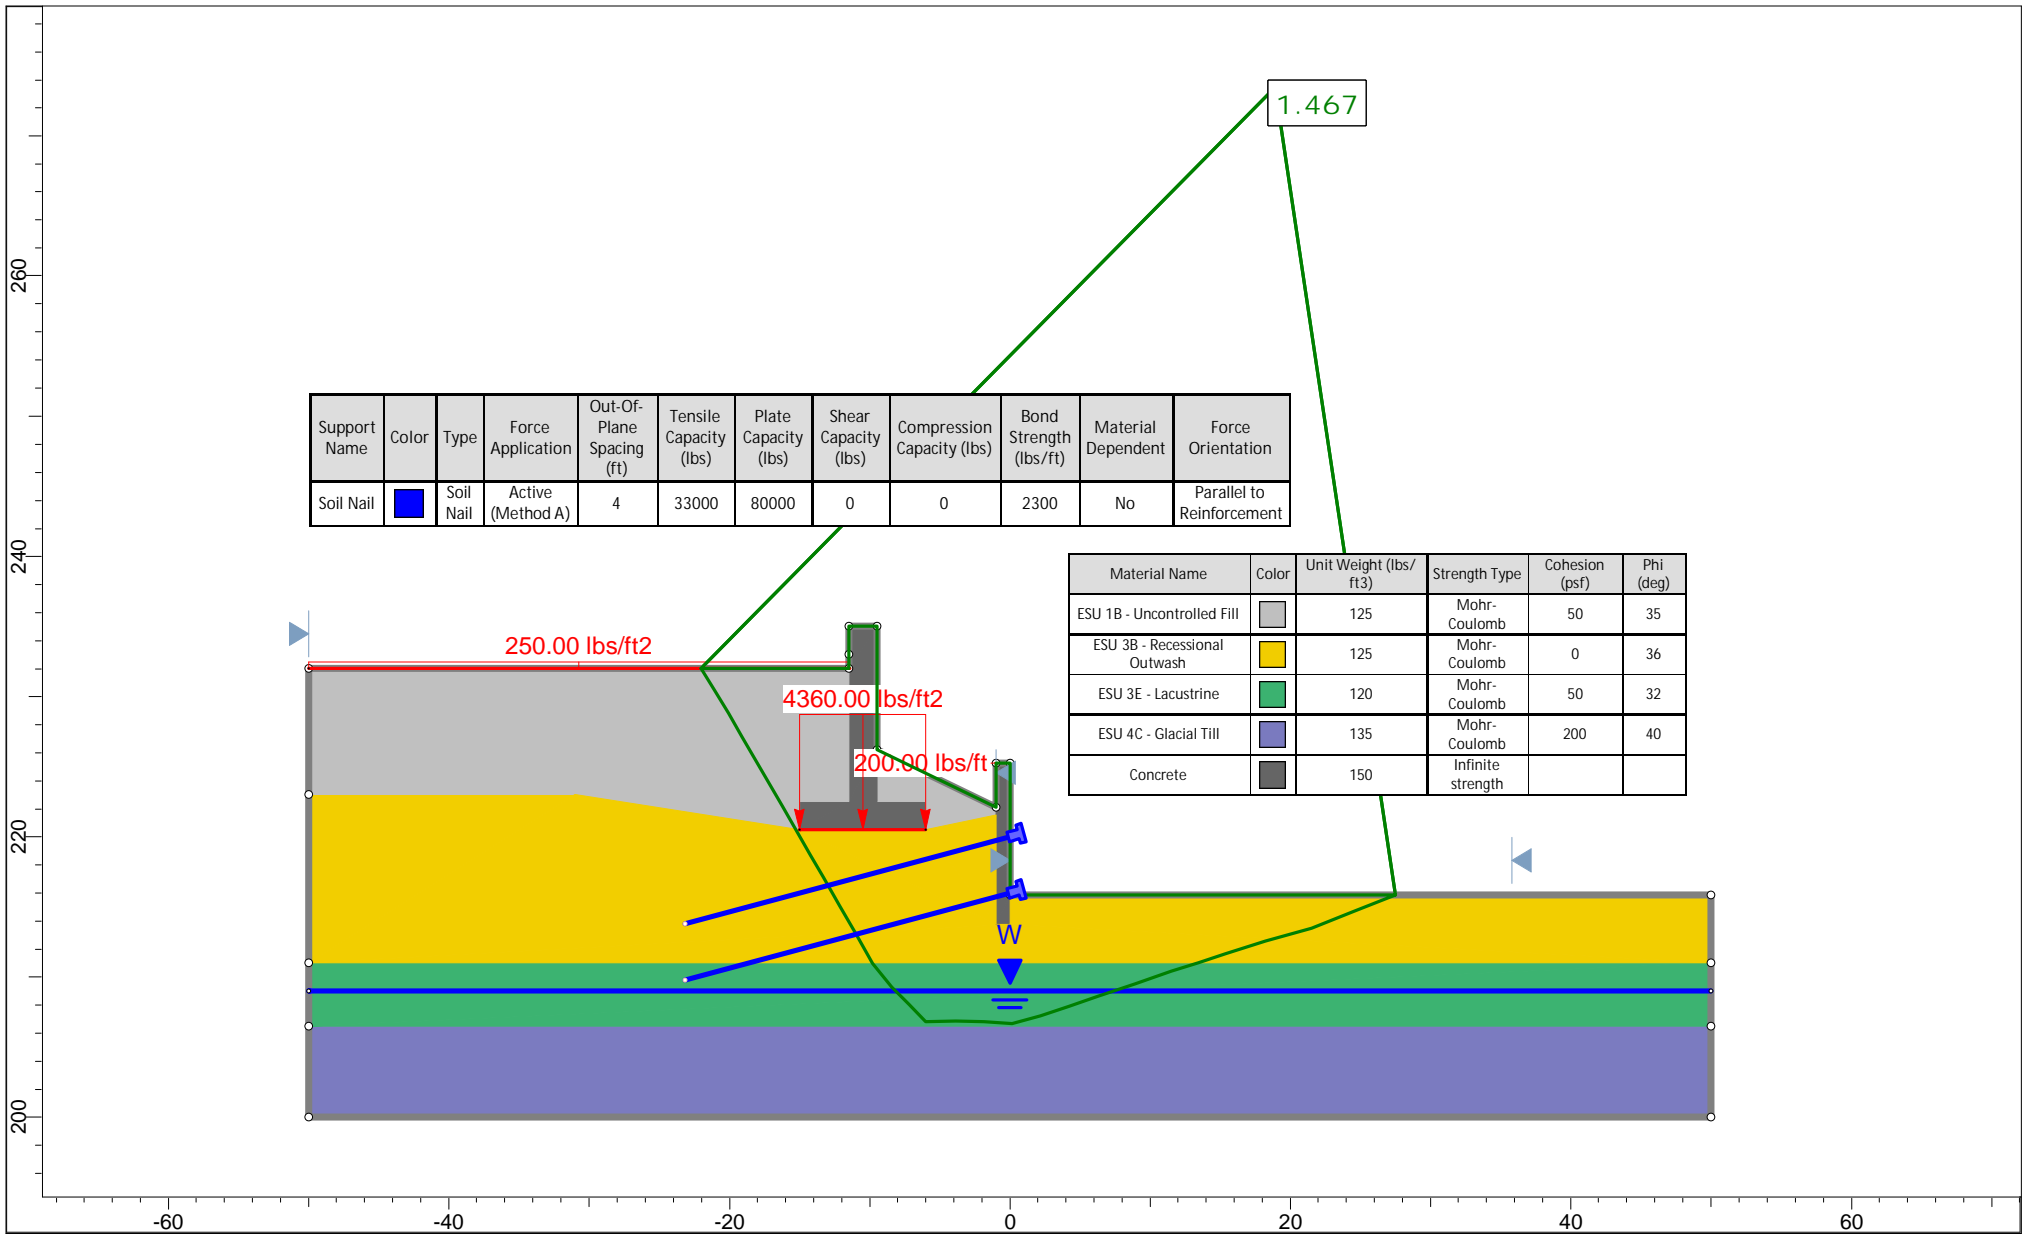 1.467
260
Support Name
Color
Type
Force Application
Out-Of-Plane Spacing (ft)
Tensile Capacity (lbs)
Plate Capacity (lbs)
Shear Capacity (lbs)
Compression Capacity (lbs)
Bond Strength (lbs/ft)
Material Dependent
Force Orientation
Soil Nail
Soil Nail
Active (Method A)
4
33000
80000
0
0
2300
No
Parallel to Reinforcement
240
Material Name
Color
Unit Weight (lbs/ft3)
Strength Type
Cohesion (psf)
Phi (deg)
ESU 1B - Uncontrolled Fill
125
Mohr-Coulomb
50
35
ESU 3B - Recessional Outwash
125
Mohr-Coulomb
0
36
ESU 3E - Lacustrine
120
Mohr-Coulomb
50
32
ESU 4C - Glacial Till
135
Mohr-Coulomb
200
40
Concrete
150
Infinite strength
250.00 lbs/ft2
4360.00 lbs/ft2
200.00 lbs/ft
220
W
200
-60
-40
-20
0
20
40
60